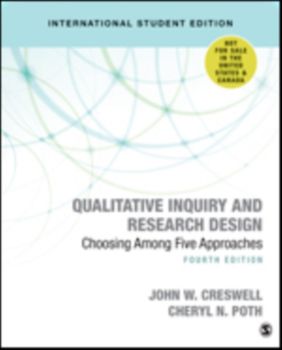 INTERNATIONAL STUDENT EDITION
NOT
FOR SALE
IN THE
UNITED
STATES &
CANADA
QUALITATIVE INQUIRY AND
RESEARCH DESIGN
Choosing Among Five Approaches
FOURTH EDITION
JOHN W. CRESWELL
CHERYL N. POTH